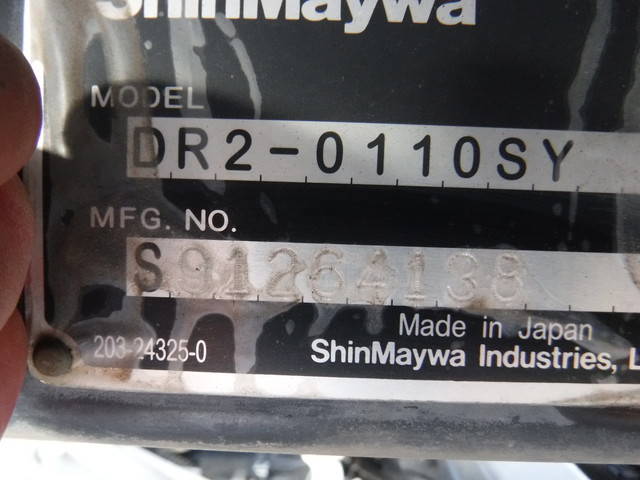 ShinMaywa
MODEL
DR2-0110SY
MFG. NO.
S91264138
Made in Japan
203-24325-0
ShinMaywa Industries, L